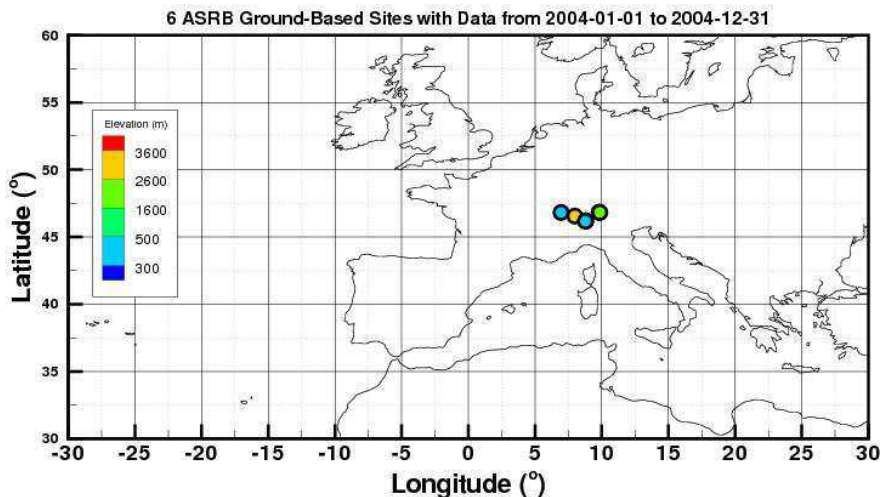 6 ASRB Ground-Based Sites with Data from 2004-01-01 to 2004-12-31
60
55
50
45
40
35
30
Latitude (°)
Elevation (m)
3600
2600
1600
500
300
-30 -25 -20 -15 -10 -5 0 5 10 15 20 25 30
Longitude (°)